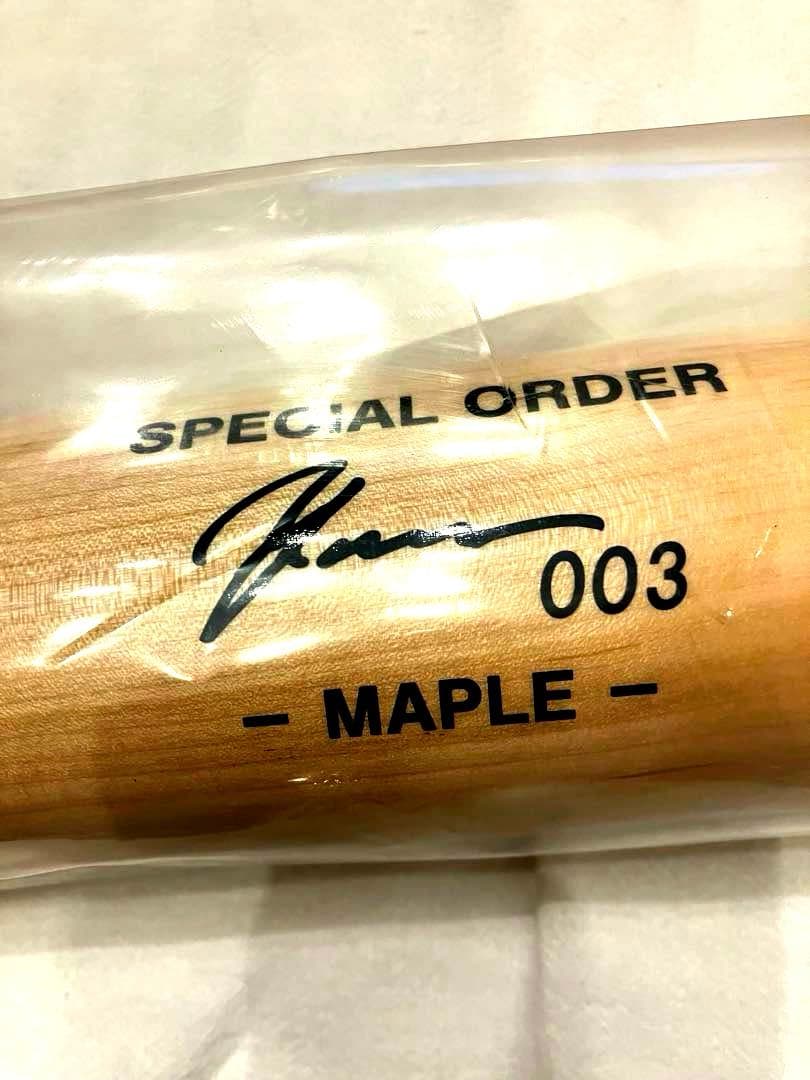 SPECIAL ORDER
003
- MAPLE -